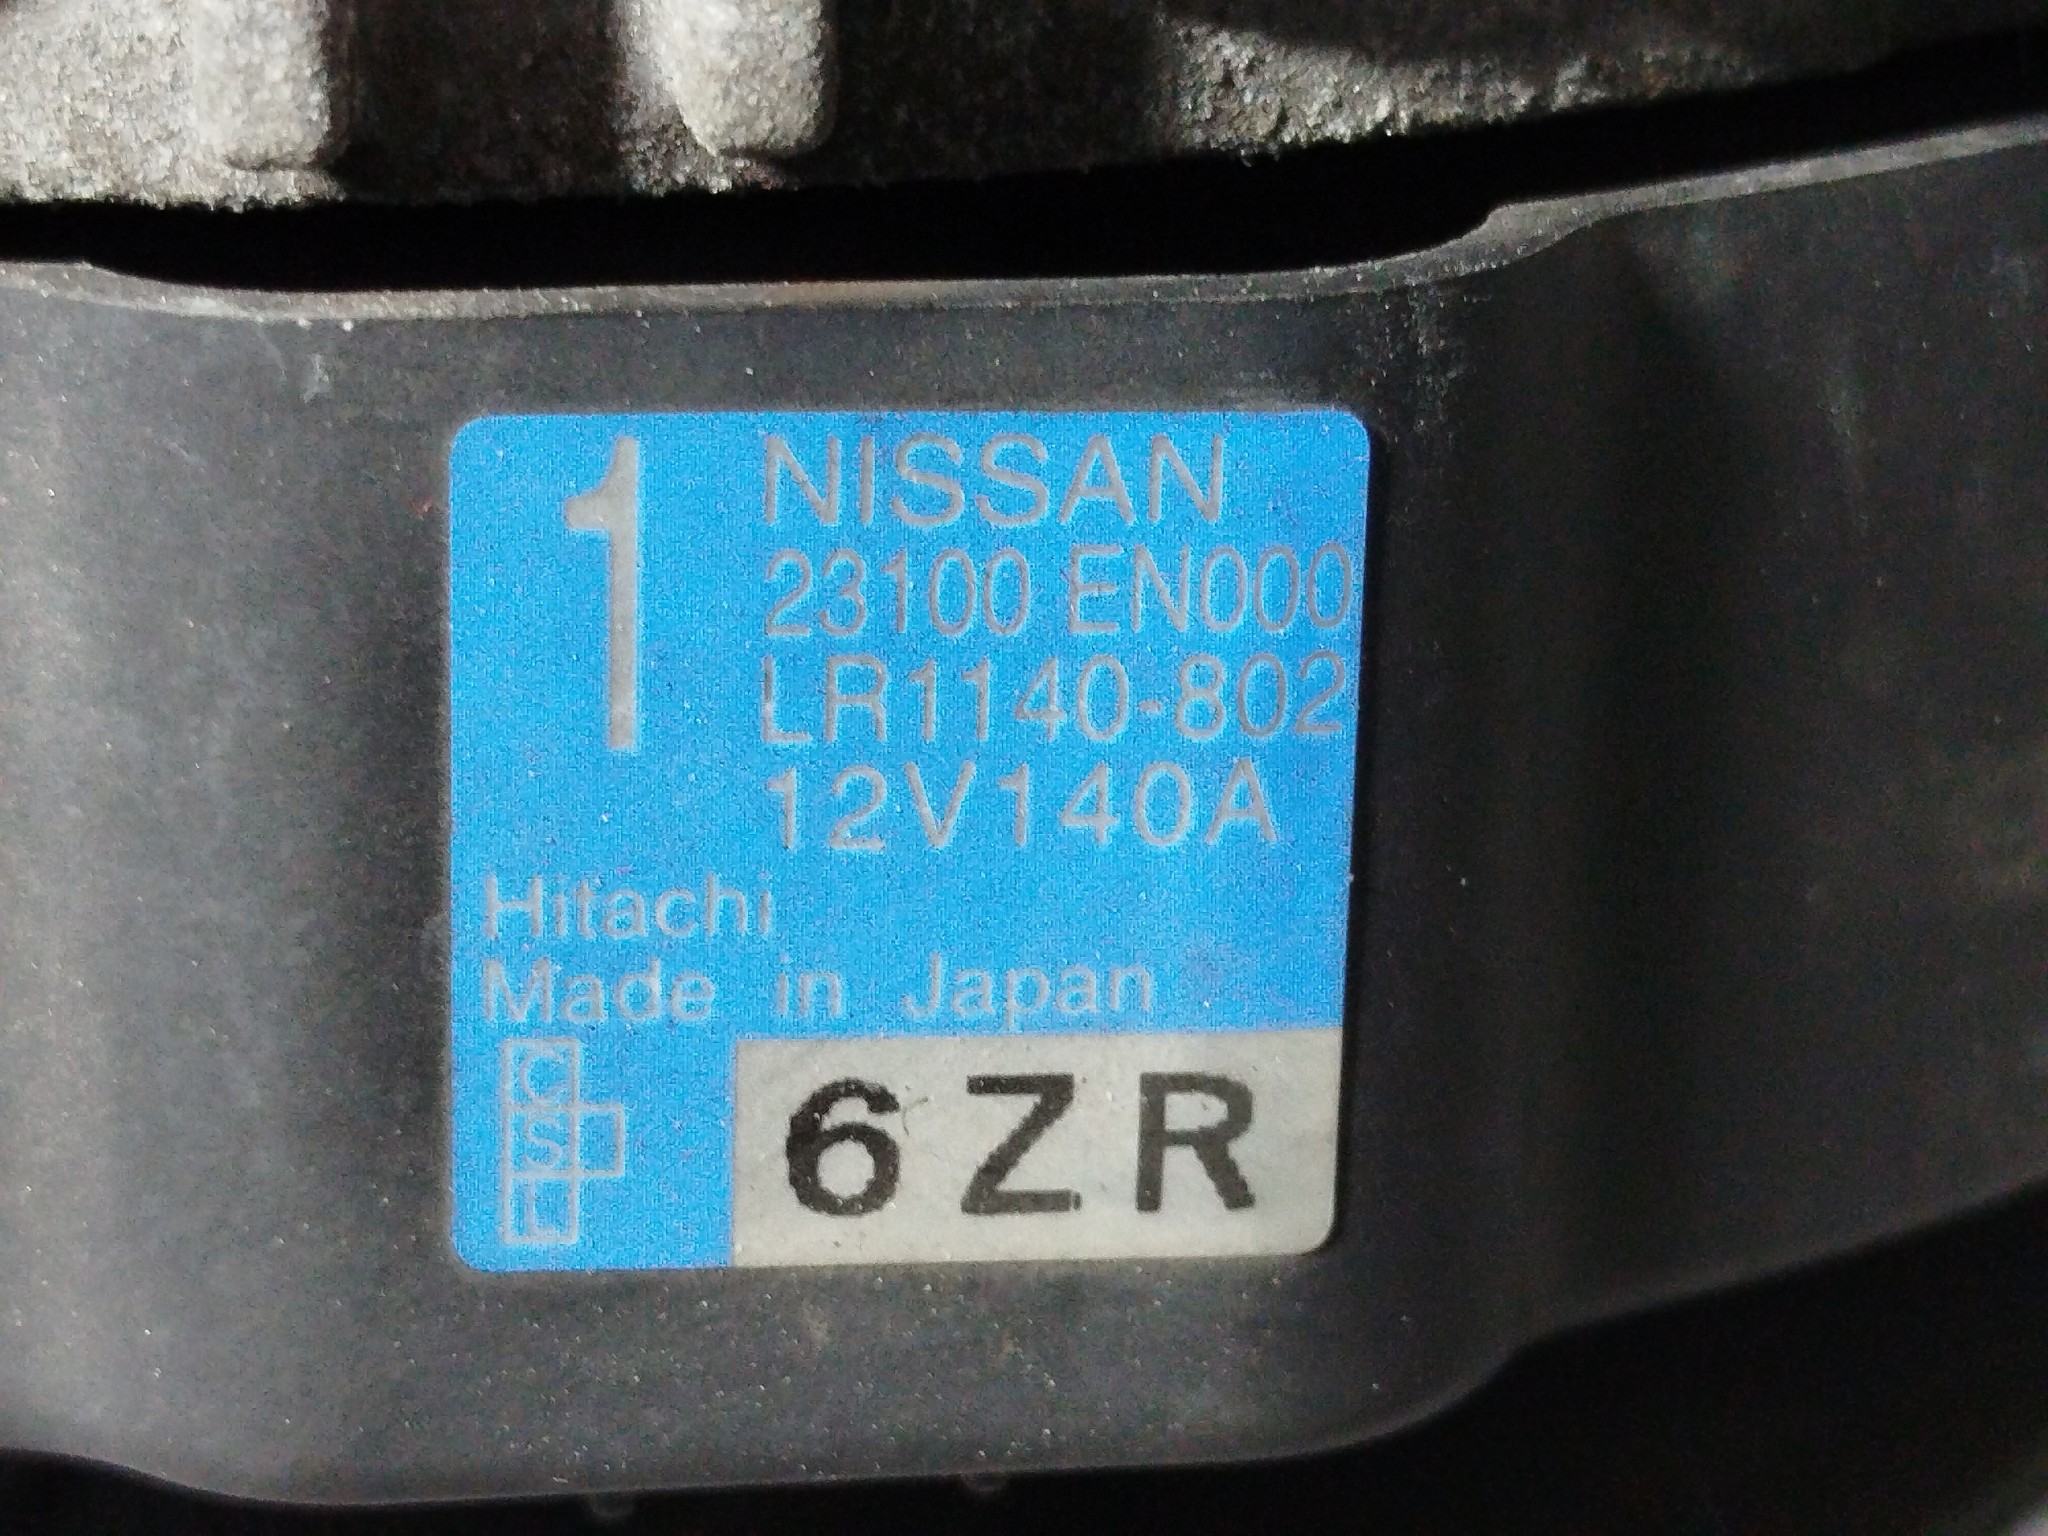 1
NISSAN
23100 EN000
LR1140-802
12V140A
Hitachi
Made in Japan
C
S
L
6ZR